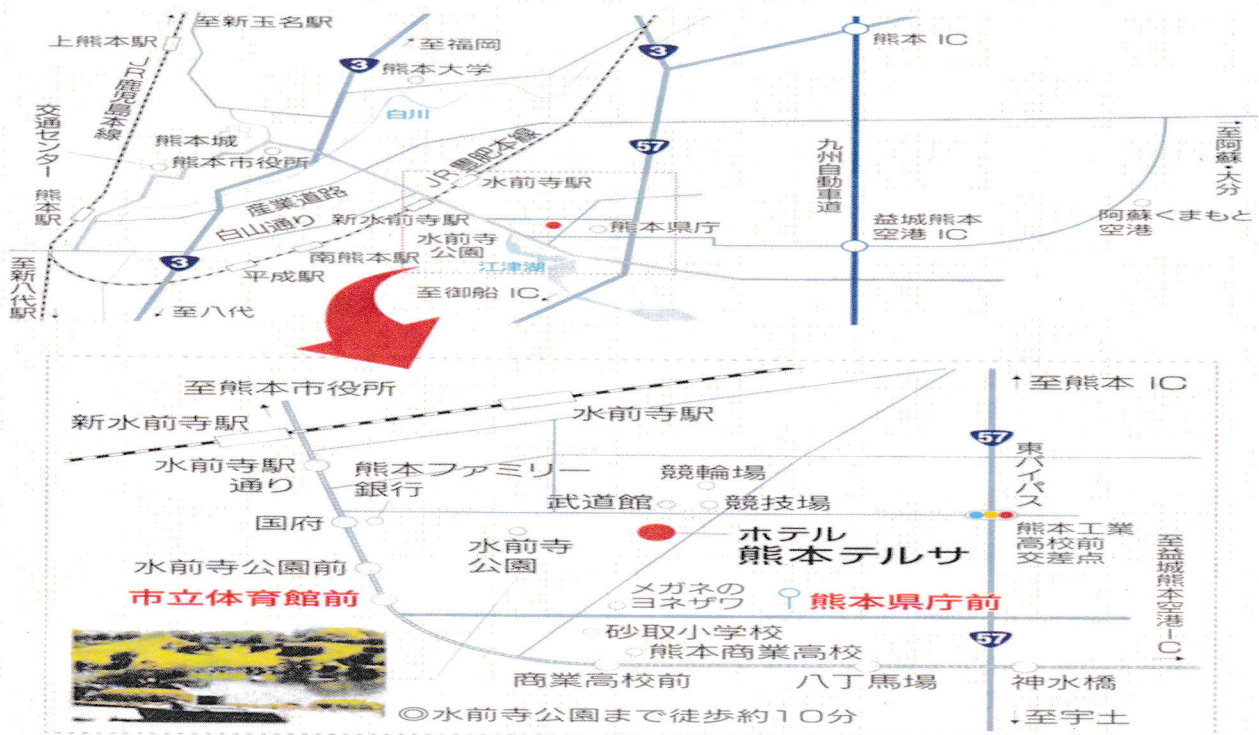 至新玉名駅
上熊本駅
JR鹿児島本線
3
至福岡
熊本大学
白川
3
熊本 IC
交通センター
熊本城
熊本市役所
JR豊肥本線
57
九州自動車道
至阿蘇・大分
熊本駅
産業道路
白山通り
水前寺駅
新水前寺駅
熊本県庁
水前寺
公園
益城熊本
空港 IC
阿蘇くまもと
空港
至新八代駅
3
南熊本駅
平成駅
江津湖
至御船 IC
至八代
至熊本市役所
新水前寺駅
水前寺駅
至熊本 IC
57
東バイパス
水前寺駅
通り
熊本ファミリー
銀行
競輪場
武道館
競技場
国府
水前寺
公園
ホテル
熊本テルサ
熊本工業
高校前
交差点
至益城熊本空港IC
水前寺公園前
市立体育館前
メガネの
ヨネザワ
熊本県庁前
砂取小学校
熊本商業高校
57
商業高校前
八丁馬場
神水橋
◎水前寺公園まで徒歩約10分
至宇土